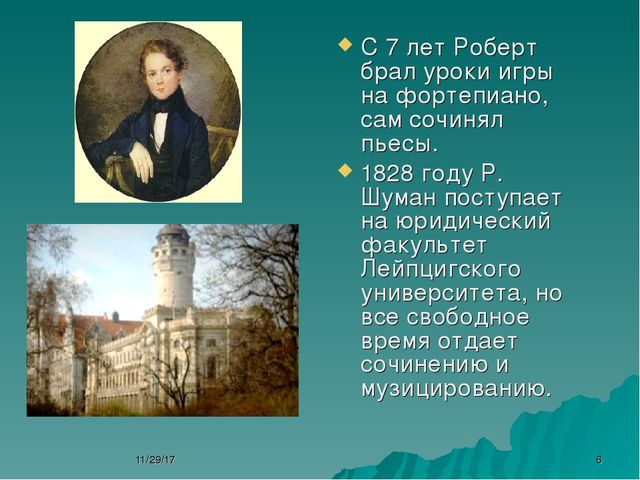 С 7 лет Роберт
брал уроки игры
на фортепиано,
сам сочинял
пьесы.
1828 году Р.
Шуман поступает
на юридический
факультет
Лейпцигского
университета, но
все свободное
время отдает
сочинению и
музицированию.
11/29/17
8